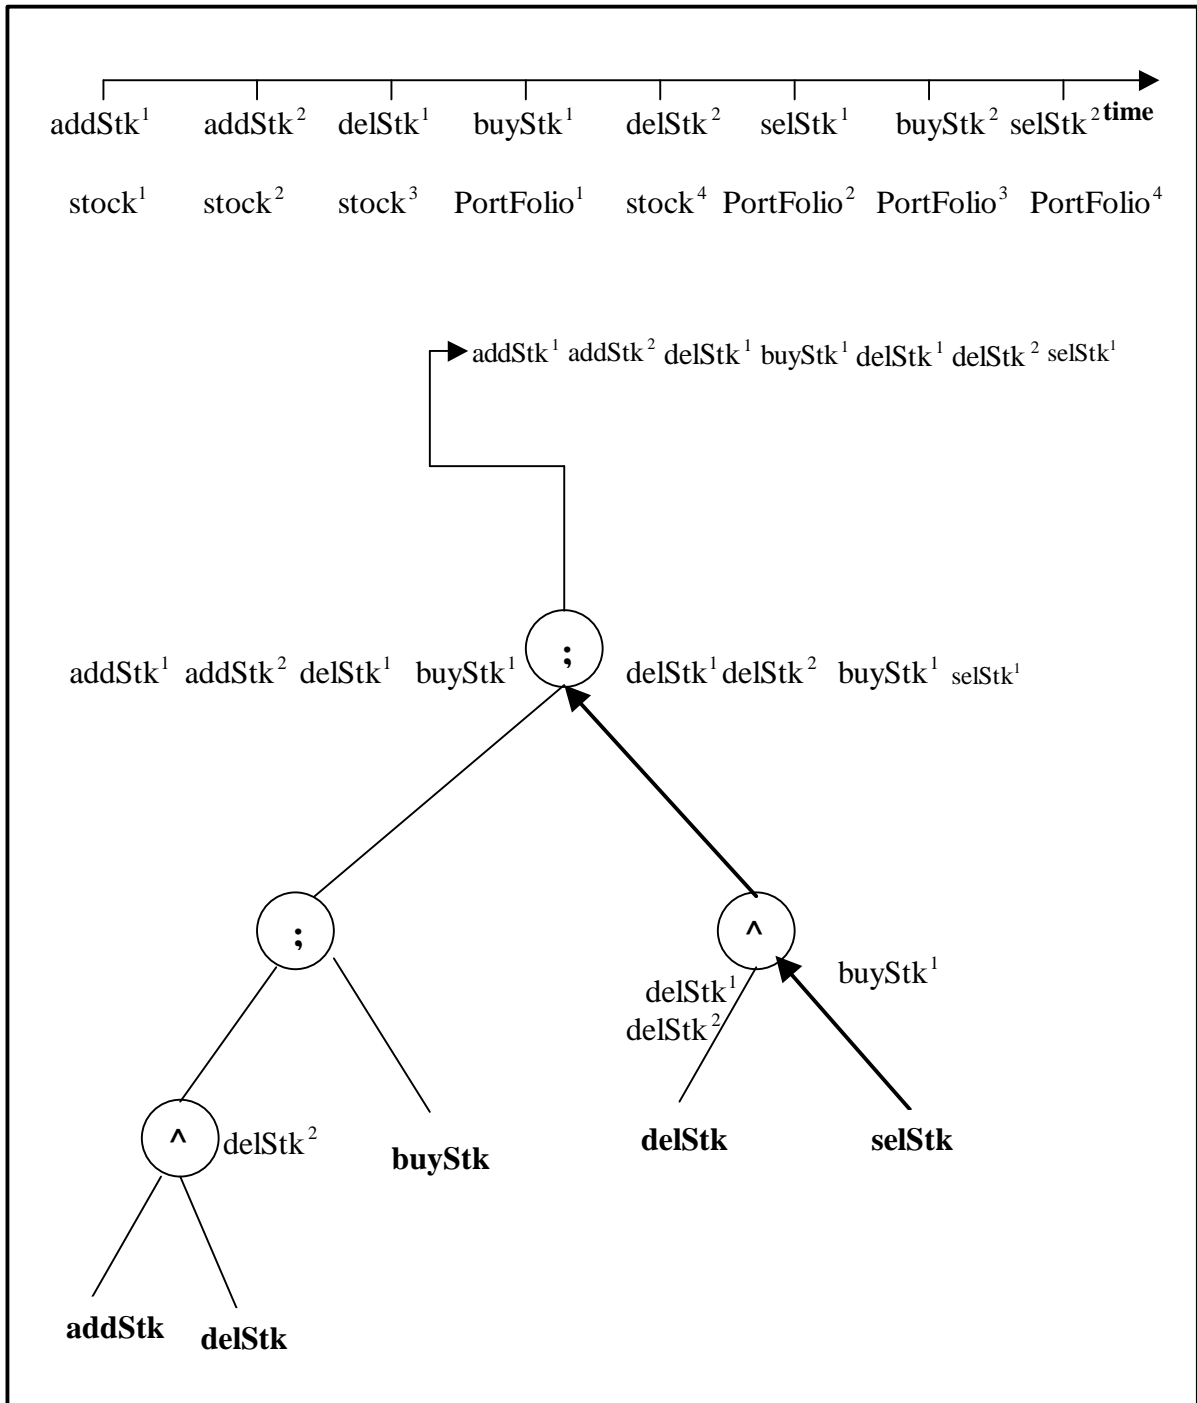 addStk¹ addStk² delStk¹ buyStk¹ delStk² selStk¹ buyStk² selStk² time
stock¹ stock² stock³ PortFolio¹ stock⁴ PortFolio² PortFolio³ PortFolio⁴
addStk¹ addStk² delStk¹ buyStk¹ delStk¹ delStk² selStk¹
;
addStk¹ addStk² delStk¹ buyStk¹ delStk¹ delStk² buyStk¹ selStk¹
; ^
buyStk¹
delStk¹
delStk²
^ delStk² buyStk delStk selStk
addStk delStk